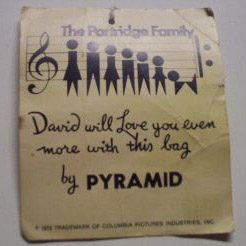 The Partridge Family
David will Love you even
more with this bag
by PYRAMID
TRADEMARK OF COLUMBIA PICTURES INDUSTRIES, INC.